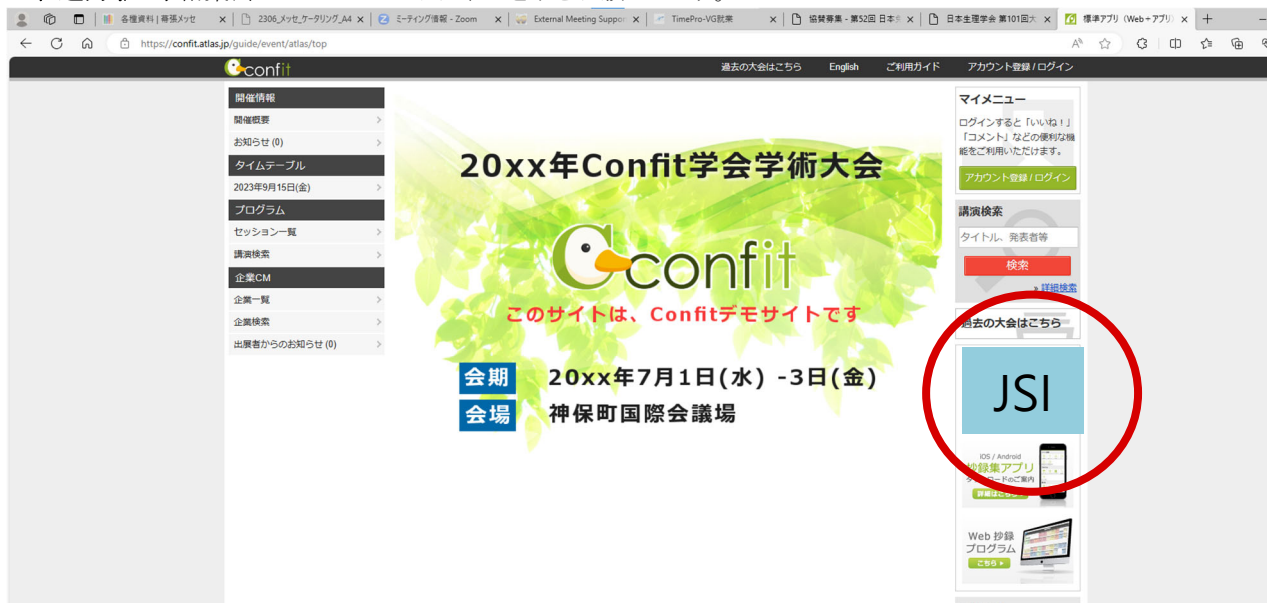 各種資料 | 幕張メッセ
2306_メッセ_ケータリング_A4
ミーティング情報 - Zoom
External Meeting Suppor
TimePro-VG就業
協賛募集 - 第52回 日本
日本生理学会 第101回大
標準アプリ (Web+アプリ)
https://confit.atlas.jp/guide/event/atlas/top
confit
過去の大会はこちら English ご利用ガイド アカウント登録 / ログイン
開催情報
開催概要
お知らせ (0)
タイムテーブル
2023年9月15日(金)
プログラム
セッション一覧
講演検索
企業CM
企業一覧
企業検索
出展者からのお知らせ (0)
20xx年Confit学会学術大会
confit
このサイトは、Confitデモサイトです
会期 20xx年7月1日(水) -3日(金)
会場 神保町国際会議場
マイメニュー
ログインすると「いいね!」
「コメント」などの便利な機
能をご利用いただけます。
アカウント登録 / ログイン
講演検索
タイトル、発表者等
検索
» 詳細検索
過去の大会はこちら
JSI
iOS / Android
抄録集アプリ
ダウンロードのご案内
詳細はこちら
Web 抄録
プログラム
こちら